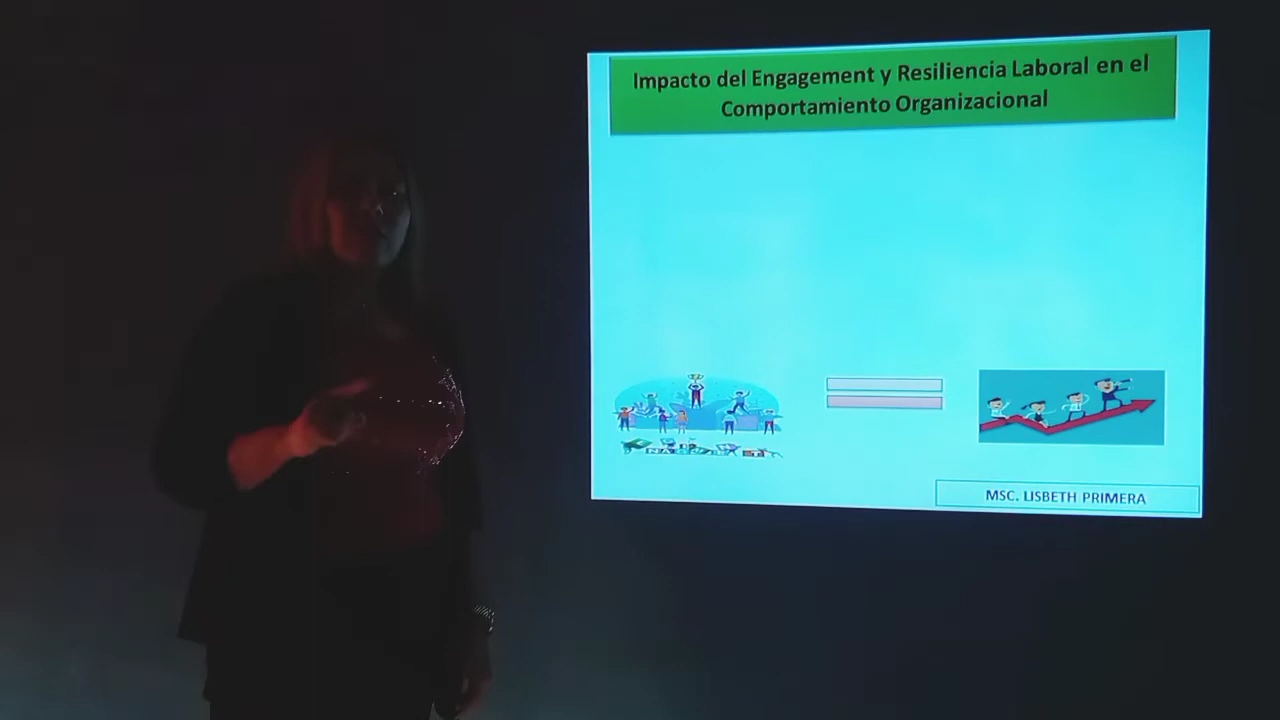 Impacto del Engagement y Resiliencia Laboral en el
Comportamiento Organizacional
MSC. LISBETH PRIMERA